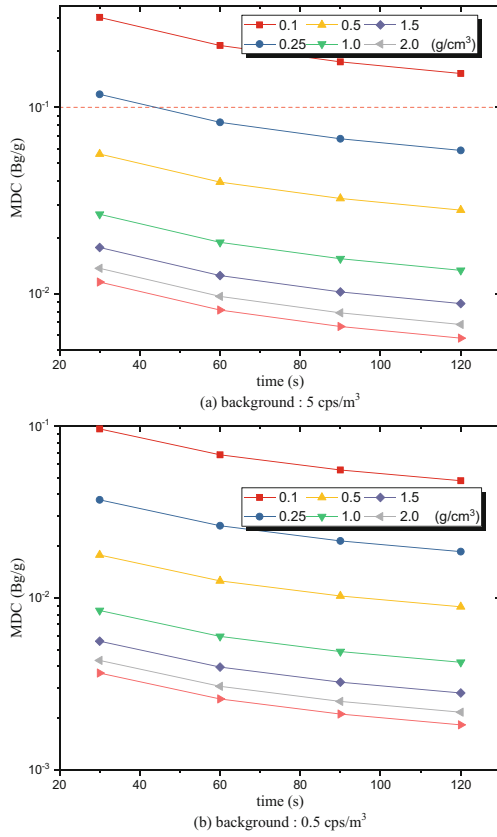 0.1 0.5 1.5
0.25 1.0 2.0 (g/cm³)
10⁻¹
10⁻²
MDC (Bg/g)
20 40 60 80 100 120
time (s)
(a) background : 5 cps/m³
10⁻¹
0.1 0.5 1.5
0.25 1.0 2.0 (g/cm³)
10⁻²
10⁻³
MDC (Bg/g)
20 40 60 80 100 120
time (s)
(b) background : 0.5 cps/m³